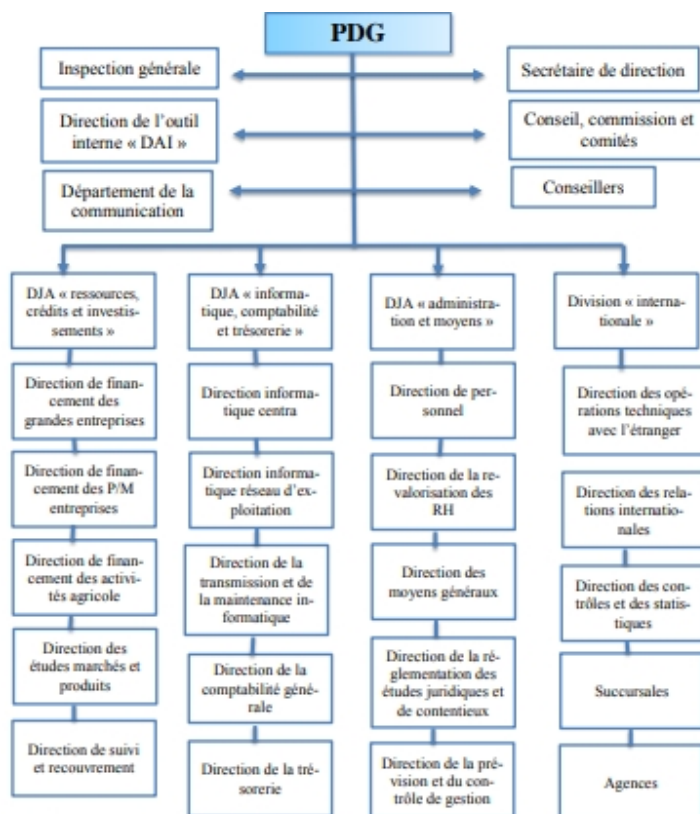 PDG
Inspection générale
Secrétaire de direction
Direction de l'outil
interne « DAI »
Conseil, commission et
comités
Département de la
communication
Conseillers
DJA « ressources,
crédits et investis-
sements »
Direction de finan-
cement des
grandes entreprises
Direction de finan-
cement des P/M
entreprises
Direction de finan-
cement des activi-
tés agricole
Direction des
études marchés et
produits
Direction de suivi
et recouvrement
DJA « informa-
tique, comptabilité
et trésorerie »
Direction informa-
tique centra
Direction informa-
tique réseau d'ex-
ploitation
Direction de la
transmission et de
la maintenance in-
formatique
Direction de la
comptabilité géné-
rale
Direction de la tré-
sorerie
DJA « administra-
tion et moyens »
Direction de per-
sonnel
Direction de la re-
valorisation des
RH
Direction des
moyens généraux
Direction de la ré-
glementation des
études juridiques et
de contentieux
Direction de la pré-
vision et du con-
trôle de gestion
Division « interna-
tionale »
Direction des opé-
rations techniques
avec l'étranger
Direction des rela-
tions internatio-
nales
Direction des con-
trôles et des statis-
tiques
Succursales
Agences